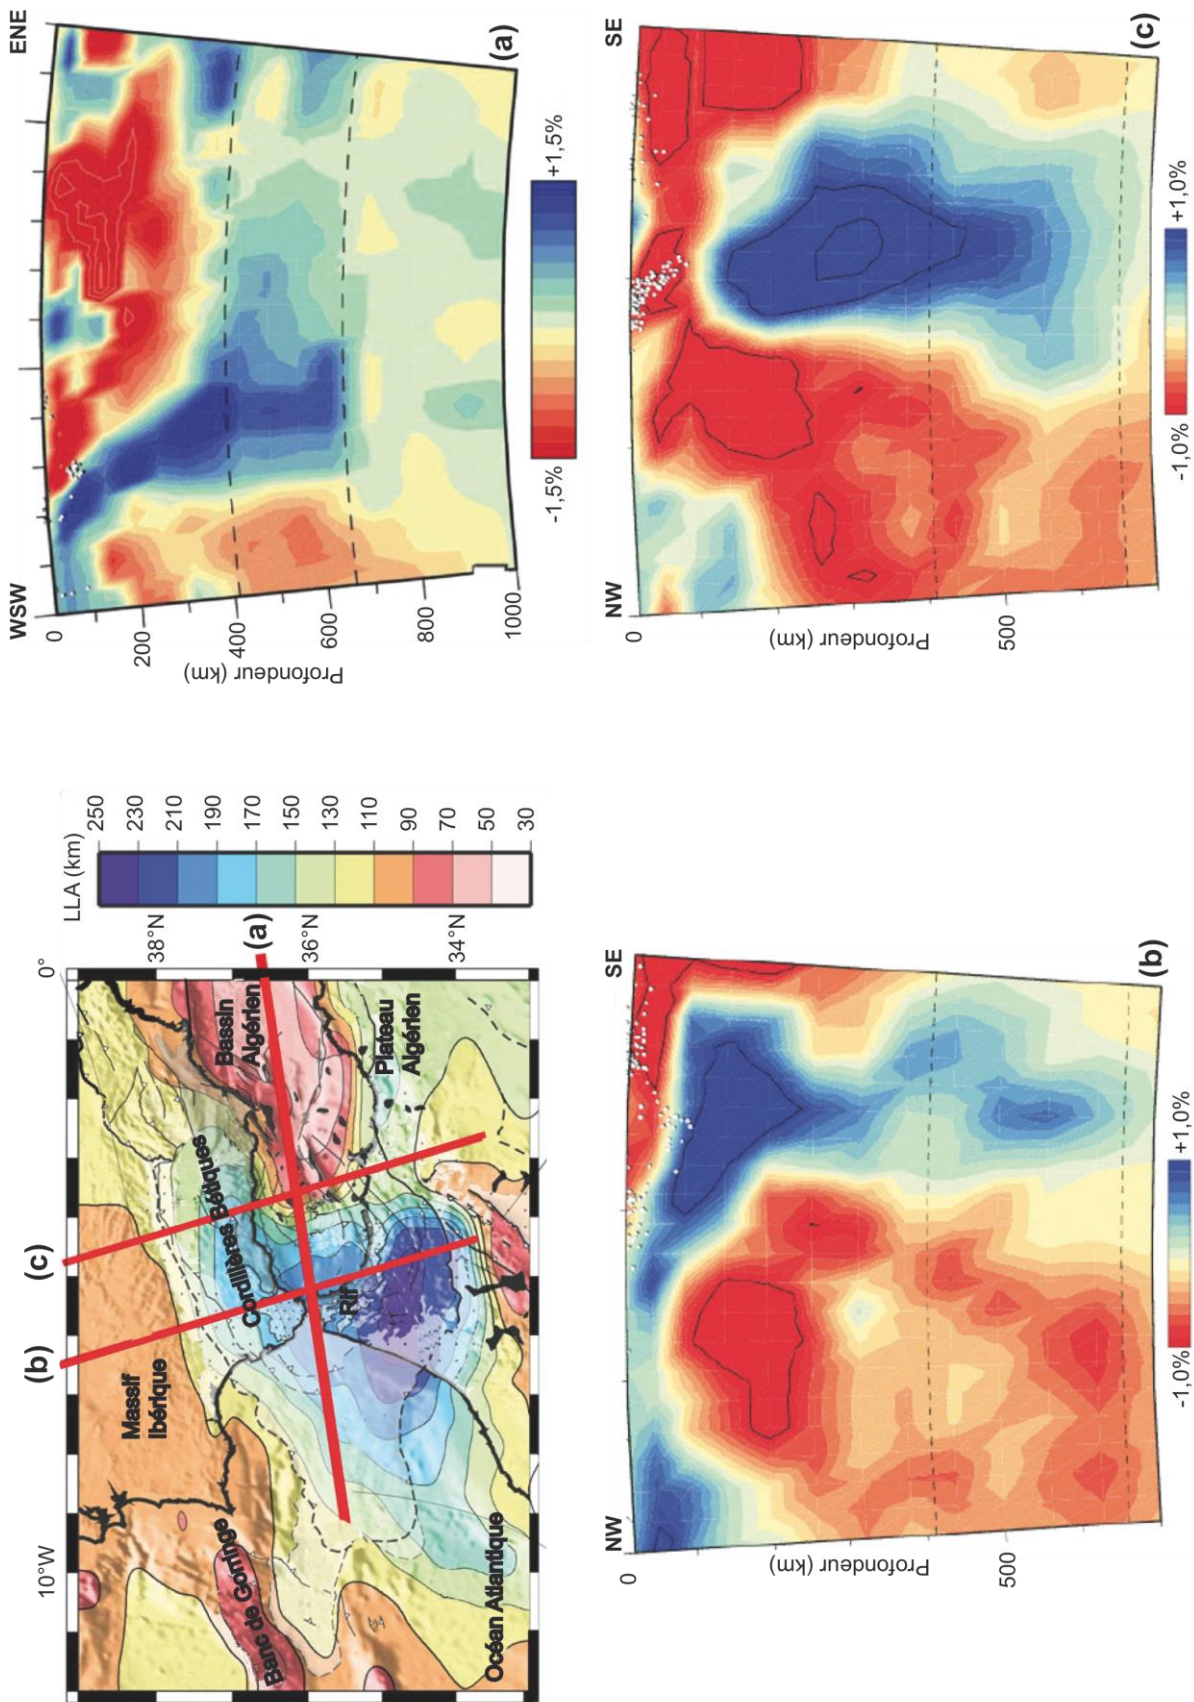 LLA (km)
250
230
210
190
170
150
130
110
90
70
50
30
10°W
0°
38°N
36°N
34°N
(a)
(b)
(c)
Massif
Ibérique
Cordillères Bétiques
Bassin
Algérien
Plateau
Algérien
Rif
Banc de Gorringe
Océan Atlantique
WSW
ENE
0
200
400
600
1000
Profondeur (km)
-1,5%
+1,5%
(a)
NW
SE
0
500
Profondeur (km)
-1,0%
+1,0%
(b)
NW
SE
0
500
Profondeur (km)
-1,0%
+1,0%
(c)